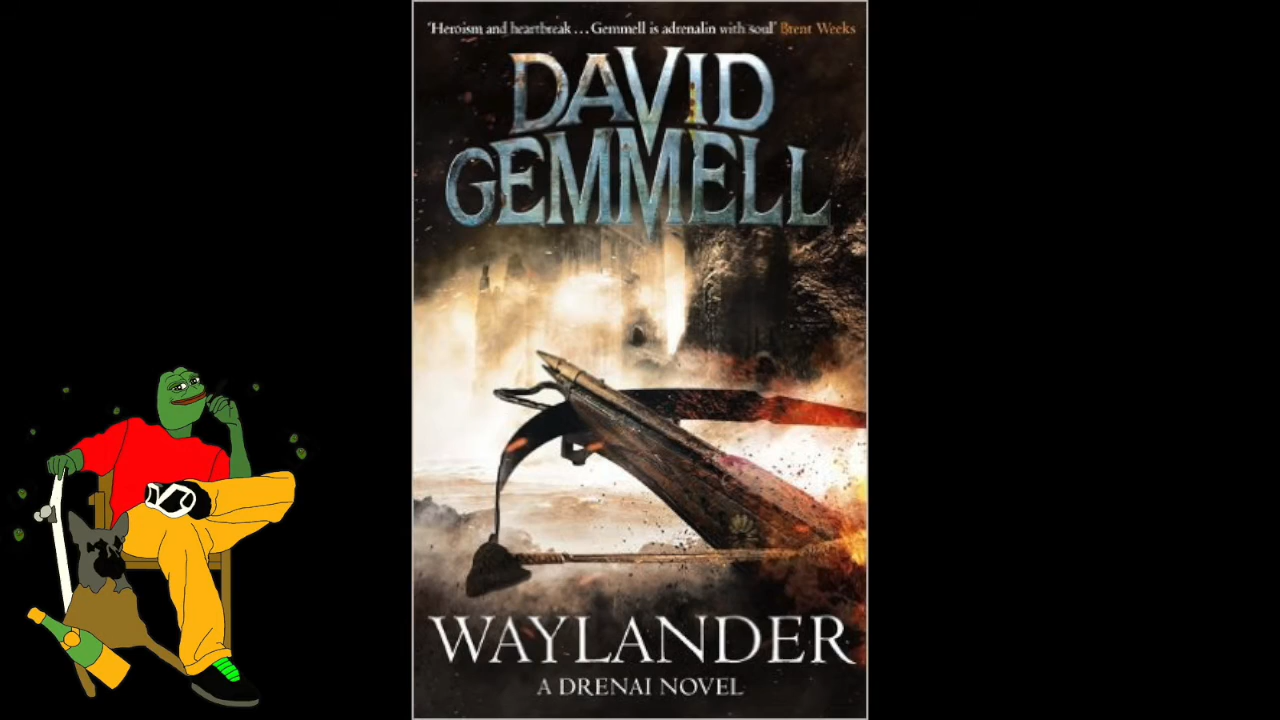 'Heroism and heartbreak ... Gemmell is adrenalin with soul' Brent Weeks
DAVID
GEMMELL
WAYLANDER
A DRENAI NOVEL